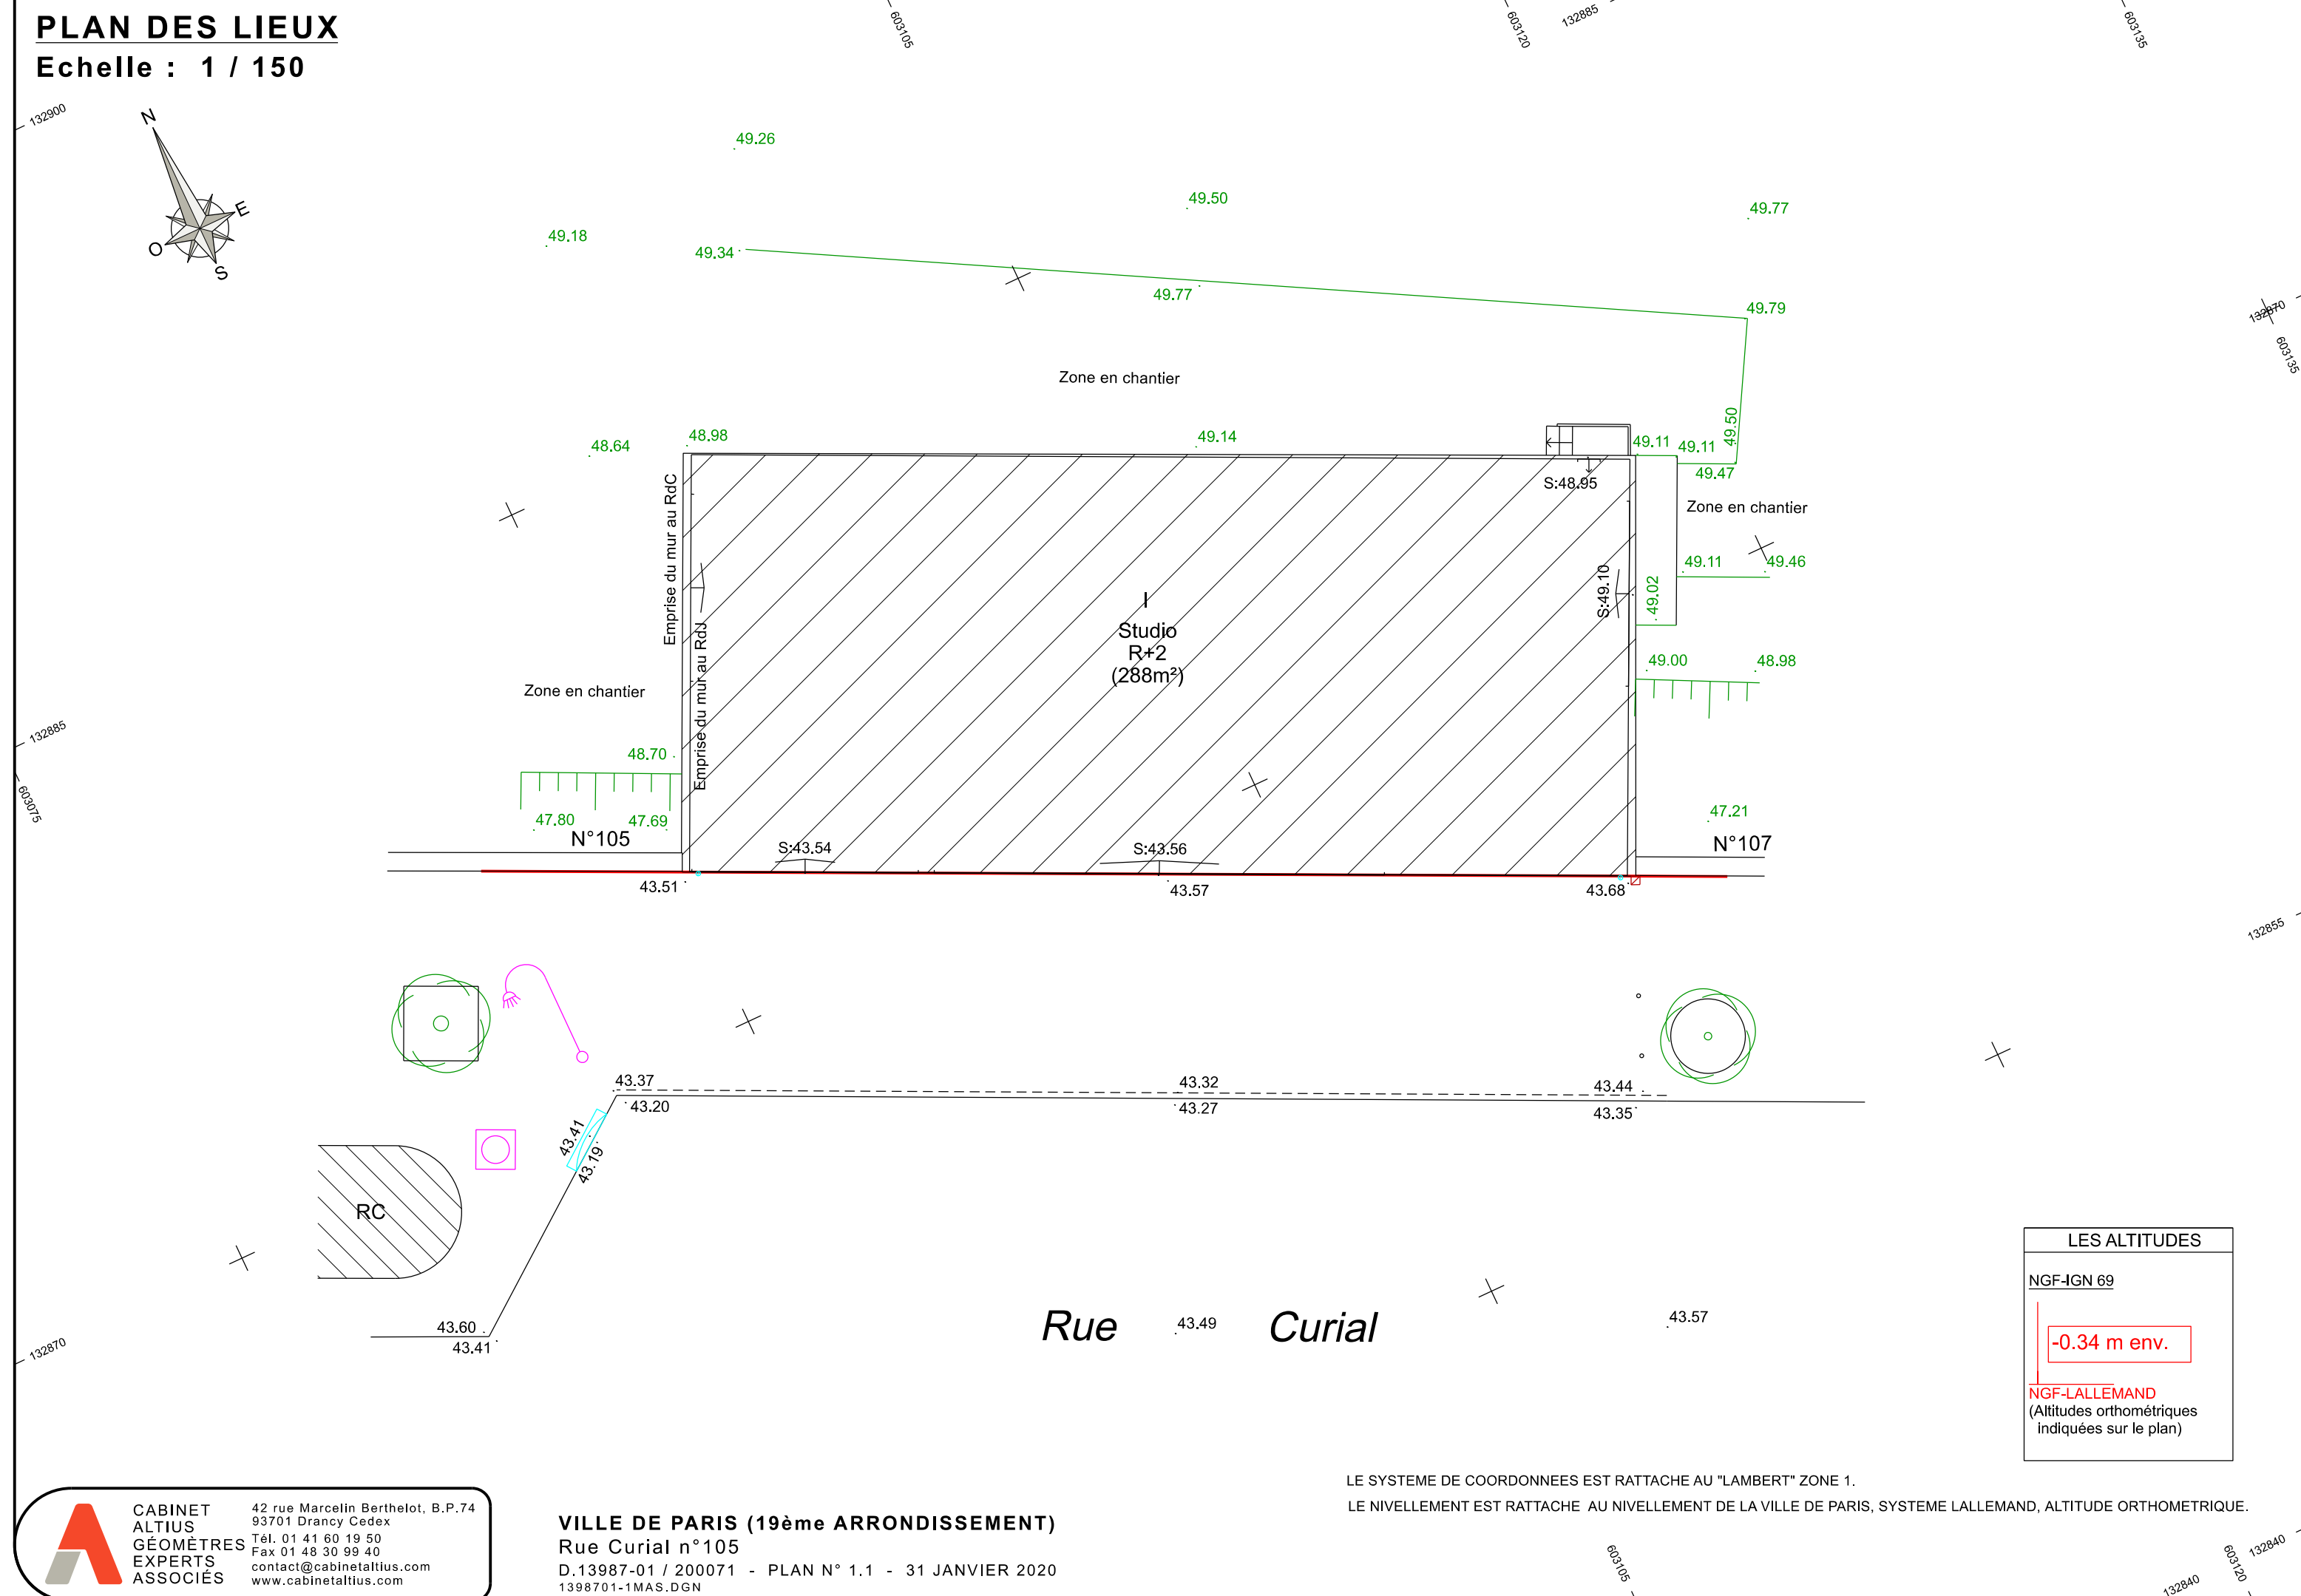 PLAN DES LIEUX
Echelle : 1 / 150
603105
603120
132885
603135
132900
N
E
O
S
49.26
49.50
49.77
49.18
49.34
49.77
49.79
132870
603135
Zone en chantier
48.64
48.98
49.14
49.11
49.11
49.50
49.47
S:48.95
Zone en chantier
Emprise du mur au RdC
Emprise du mur au RdJ
I
Studio
R+2
(288m²)
S:49.10
49.02
49.11
49.46
49.00
48.98
Zone en chantier
48.70
47.80
47.69
N°105
47.21
N°107
132885
603075
S:43.54
S:43.56
43.51
43.57
43.68
132855
43.37
43.20
43.32
43.27
43.44
43.35
43.41
43.19
RC
43.60
43.41
132870
Rue
43.49
Curial
43.57
LES ALTITUDES
NGF-IGN 69
-0.34 m env.
NGF-LALLEMAND
(Altitudes orthométriques
indiquées sur le plan)
LE SYSTEME DE COORDONNEES EST RATTACHE AU "LAMBERT" ZONE 1.
LE NIVELLEMENT EST RATTACHE AU NIVELLEMENT DE LA VILLE DE PARIS, SYSTEME LALLEMAND, ALTITUDE ORTHOMETRIQUE.
CABINET
ALTIUS
GÉOMÈTRES
EXPERTS
ASSOCIÉS
42 rue Marcelin Berthelot, B.P.74
93701 Drancy Cedex
Tél. 01 41 60 19 50
Fax 01 48 30 99 40
contact@cabinetaltius.com
www.cabinetaltius.com
VILLE DE PARIS (19ème ARRONDISSEMENT)
Rue Curial n°105
D.13987-01 / 200071 - PLAN N° 1.1 - 31 JANVIER 2020
1398701-1MAS.DGN
603105
132840
603120
132840